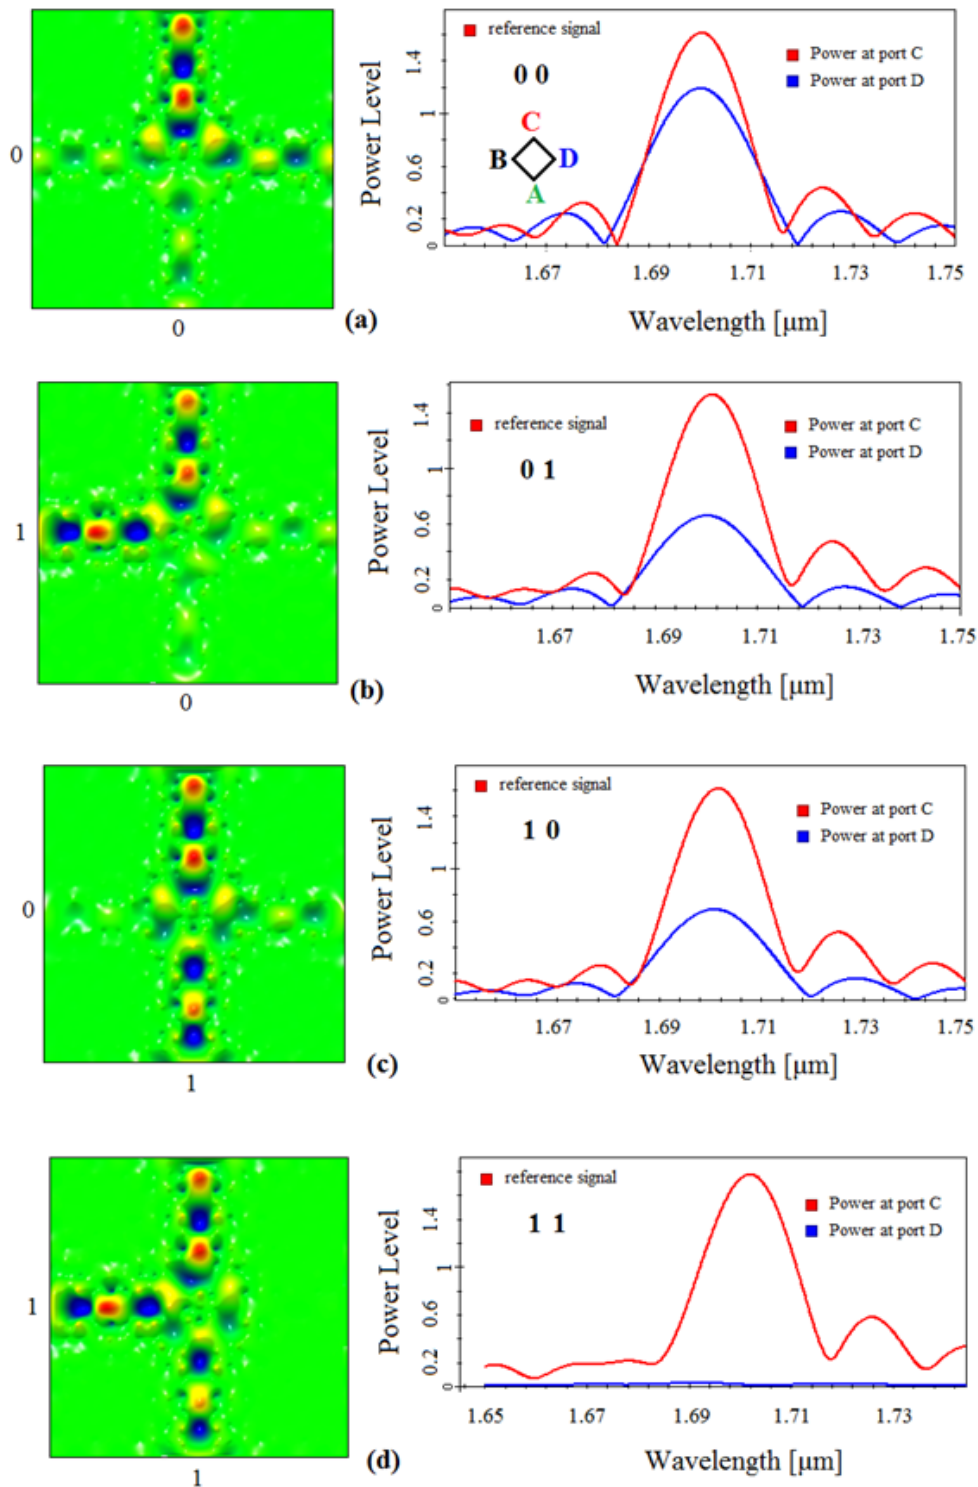 0
0
(a)
Power Level
1.4
1
0.6
0.2
0
reference signal
0 0
C
B D
A
Power at port C
Power at port D
1.67 1.69 1.71 1.73 1.75
Wavelength [µm]
1
0
(b)
Power Level
1.4
1
0.6
0.2
0
reference signal
0 1
Power at port C
Power at port D
1.67 1.69 1.71 1.73 1.75
Wavelength [µm]
0
1
(c)
Power Level
1.4
1
0.6
0.2
0
reference signal
1 0
Power at port C
Power at port D
1.67 1.69 1.71 1.73 1.75
Wavelength [µm]
1
1
(d)
Power Level
1.4
1
0.6
0.2
0
reference signal
1 1
Power at port C
Power at port D
1.65 1.67 1.69 1.71 1.73
Wavelength [µm]